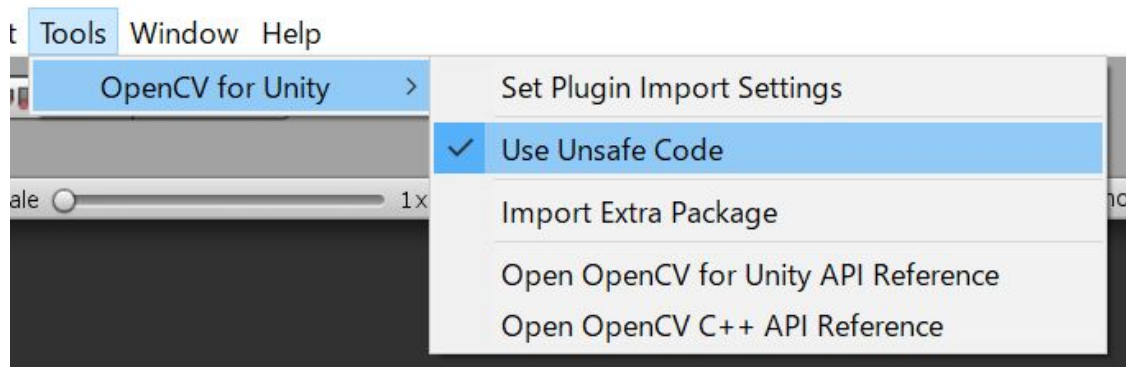 t Tools Window Help
OpenCV for Unity
Set Plugin Import Settings
Use Unsafe Code
ale 1x
Import Extra Package
Open OpenCV for Unity API Reference
Open OpenCV C++ API Reference